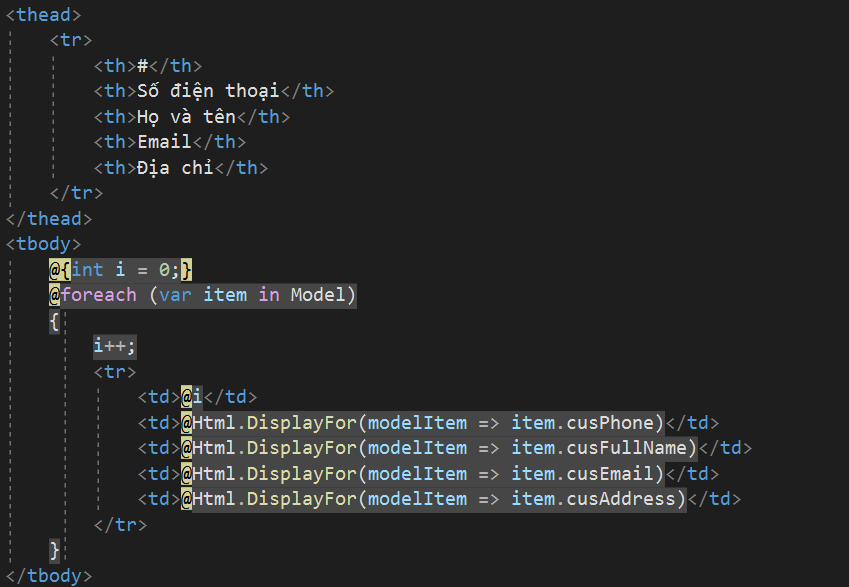 <thead>
<tr>
<th>#</th>
<th>Số điện thoại</th>
<th>Họ và tên</th>
<th>Email</th>
<th>Địa chỉ</th>
</tr>
</thead>
<tbody>
@{int i = 0;}
@foreach (var item in Model)
{
i++;
<tr>
<td>@i</td>
<td>@Html.DisplayFor(modelItem => item.cusPhone)</td>
<td>@Html.DisplayFor(modelItem => item.cusFullName)</td>
<td>@Html.DisplayFor(modelItem => item.cusEmail)</td>
<td>@Html.DisplayFor(modelItem => item.cusAddress)</td>
</tr>
}
</tbody>